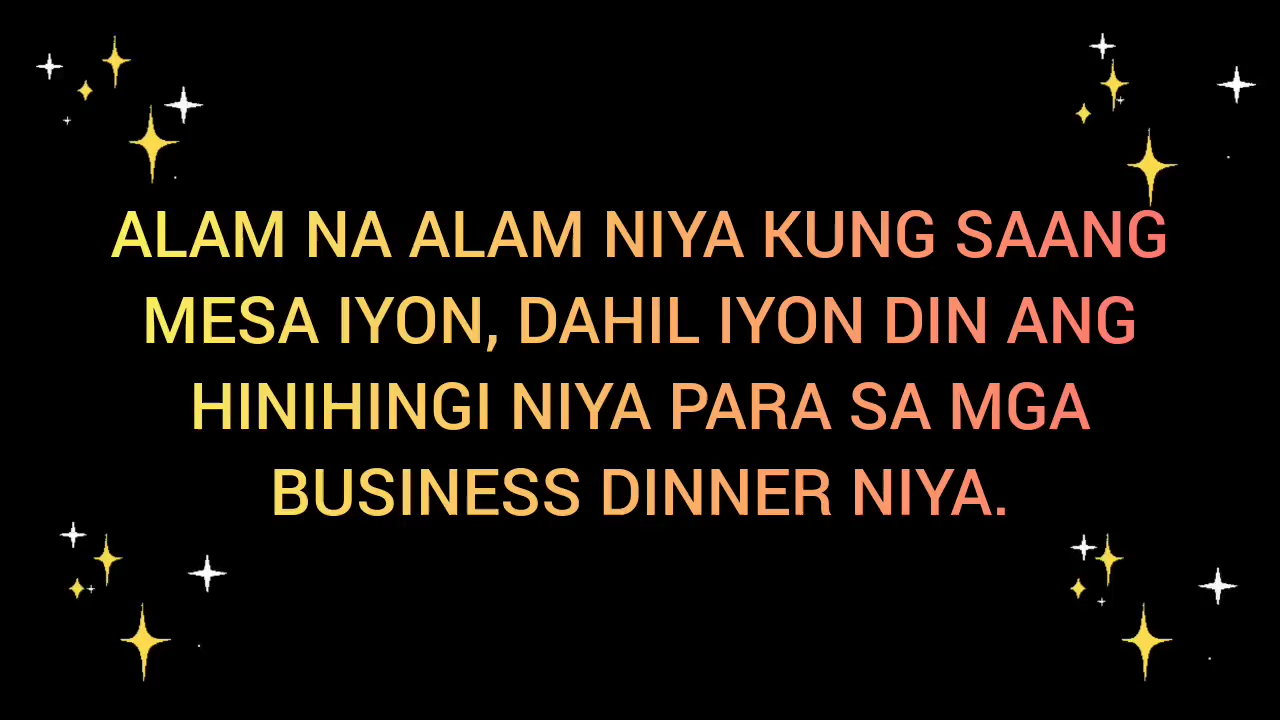 ALAM NA ALAM NIYA KUNG SAANG
MESA IYON, DAHIL IYON DIN ANG
HINIHINGI NIYA PARA SA MGA
BUSINESS DINNER NIYA.